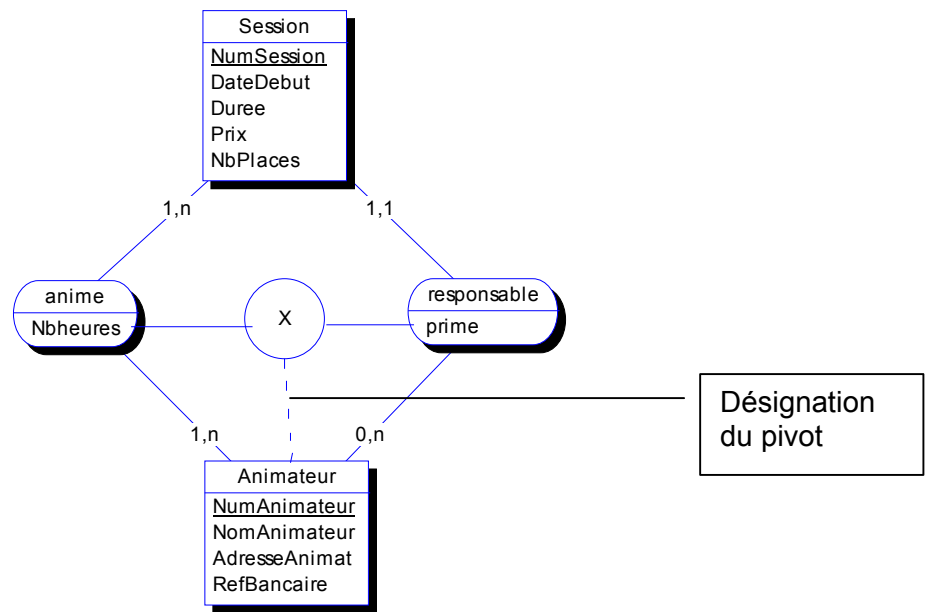 Session
NumSession
DateDebut
Duree
Prix
NbPlaces
1,n
1,1
anime
Nbheures
X
responsable
prime
Désignation
du pivot
1,n
0,n
Animateur
NumAnimateur
NomAnimateur
AdresseAnimat
RefBancaire